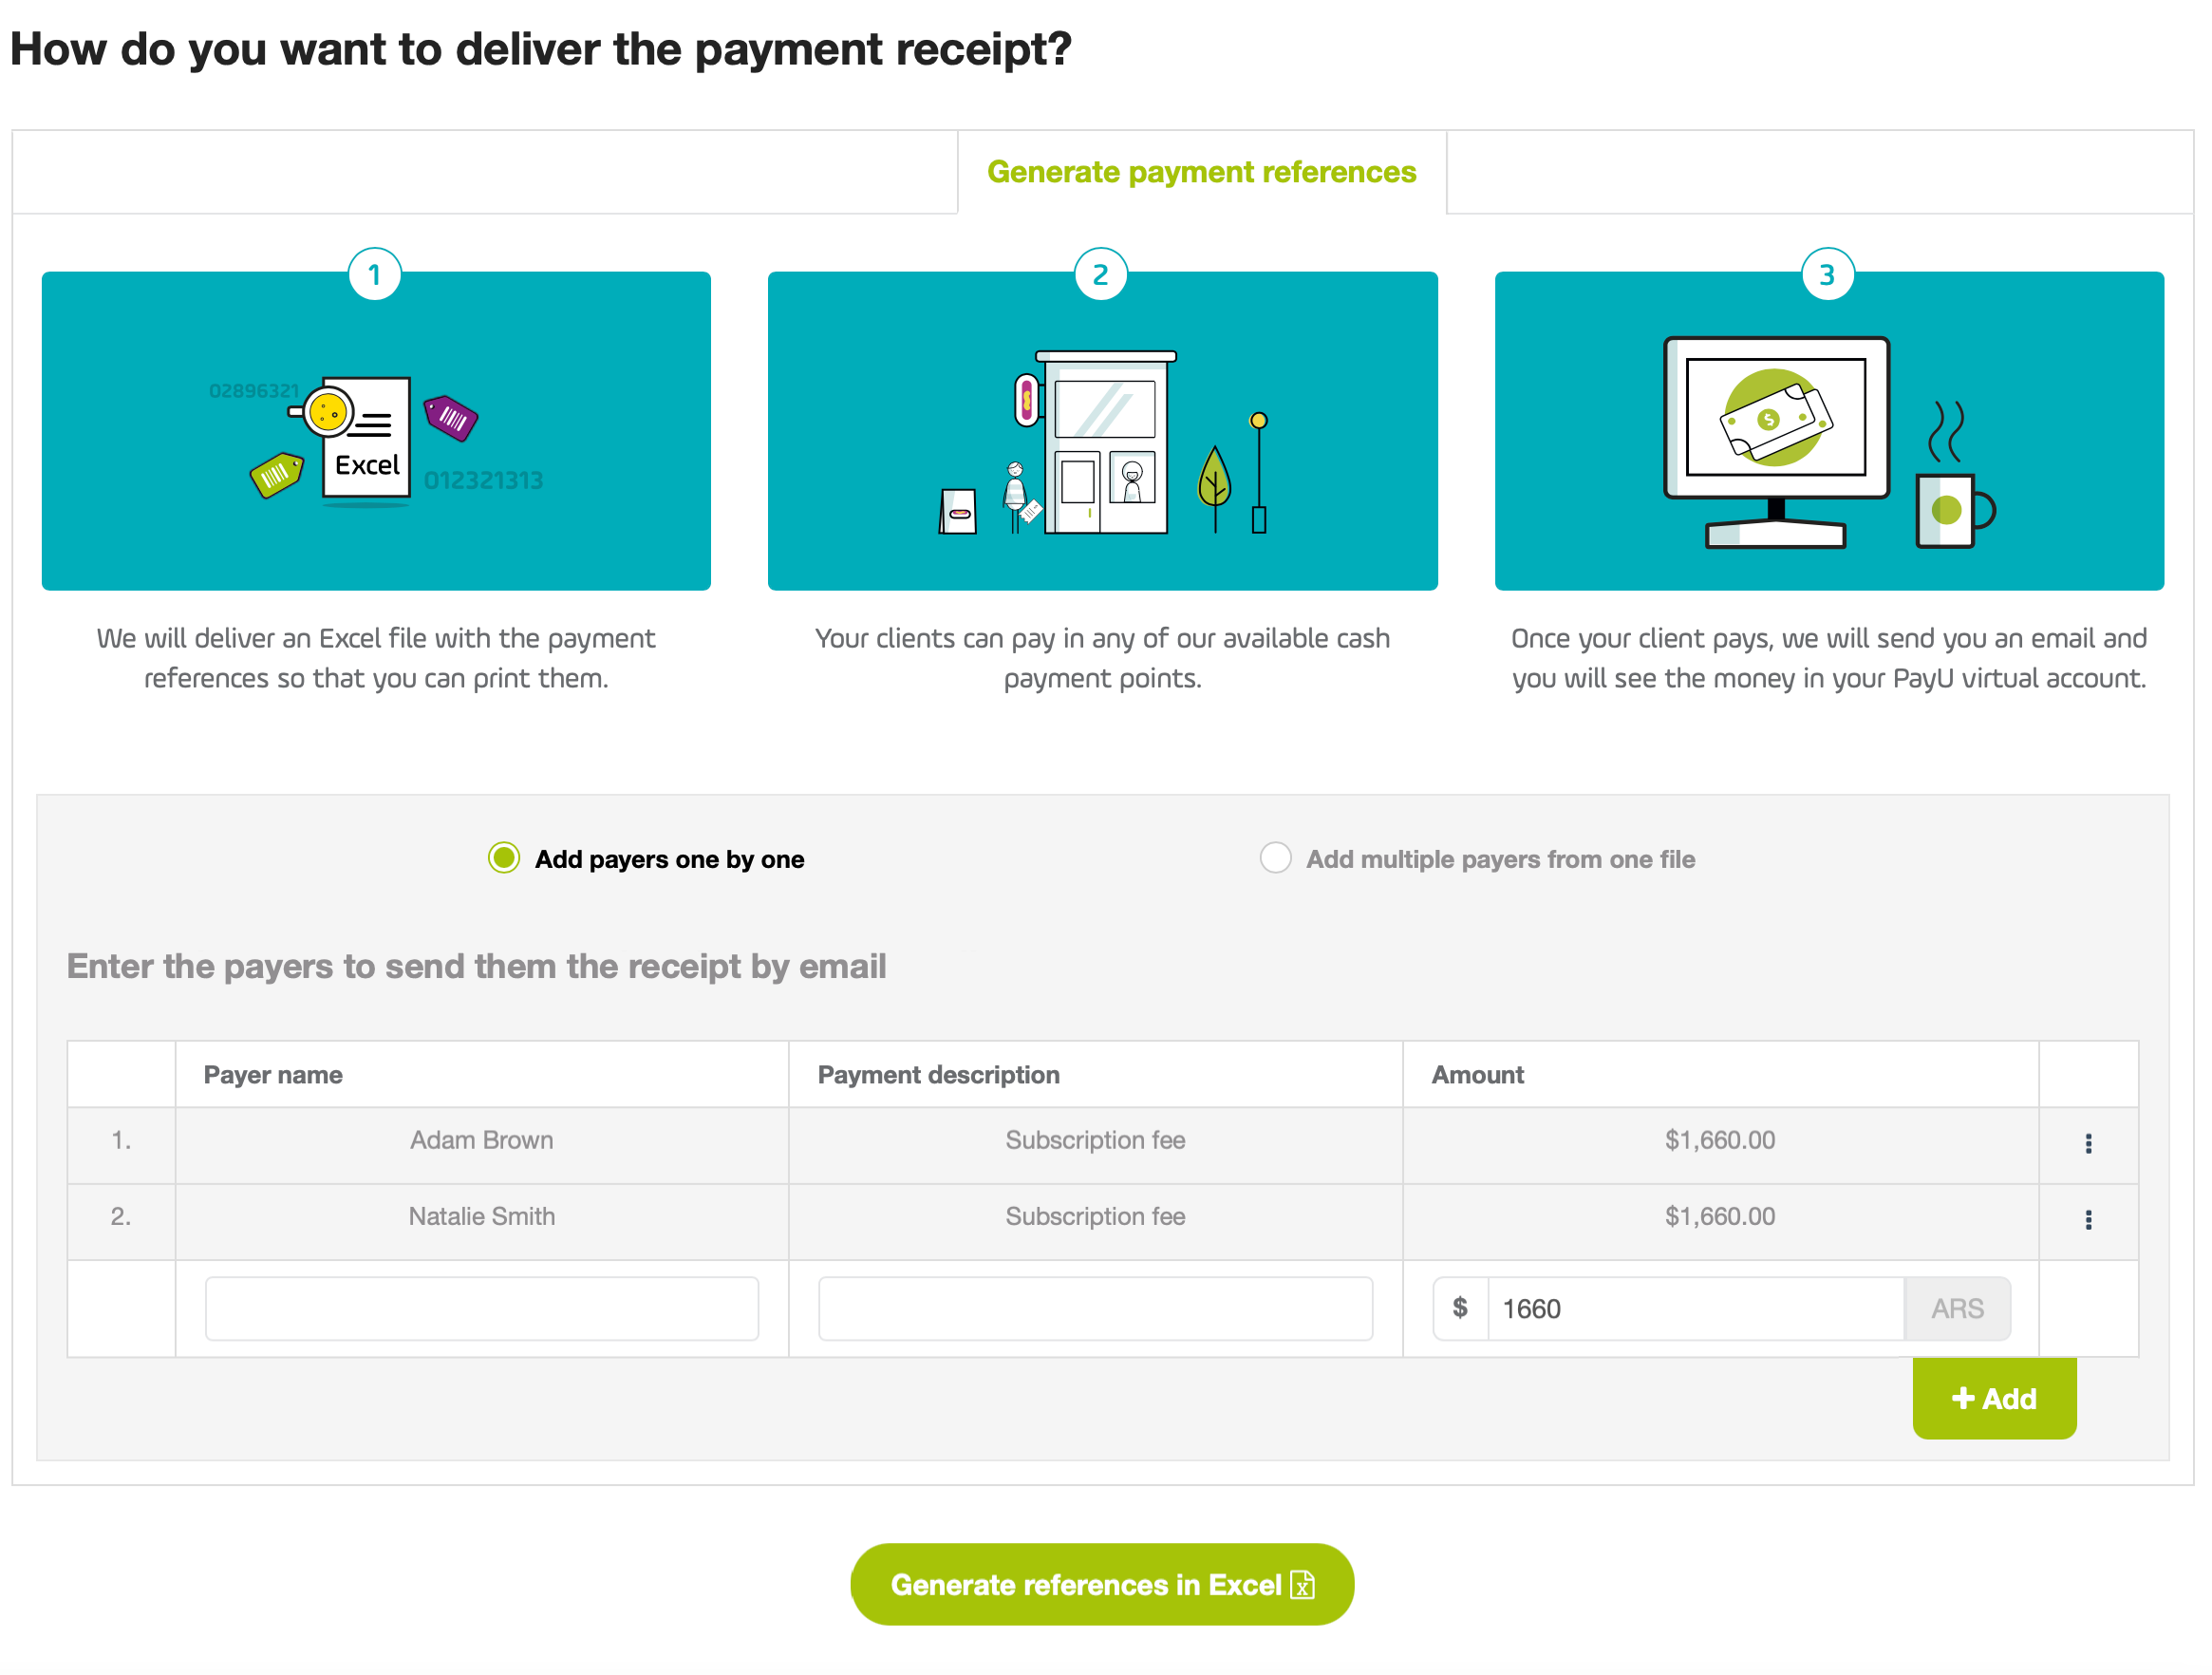 How do you want to deliver the payment receipt?
Generate payment references
1
2
3
02896321
Excel
012321313
$
We will deliver an Excel file with the payment
references so that you can print them.
Your clients can pay in any of our available cash
payment points.
Once your client pays, we will send you an email and
you will see the money in your PayU virtual account.
Add payers one by one
Add multiple payers from one file
Enter the payers to send them the receipt by email
Payer name Payment description Amount
1. Adam Brown Subscription fee $1,660.00
2. Natalie Smith Subscription fee $1,660.00
$ 1660 ARS
+ Add
Generate references in Excel X